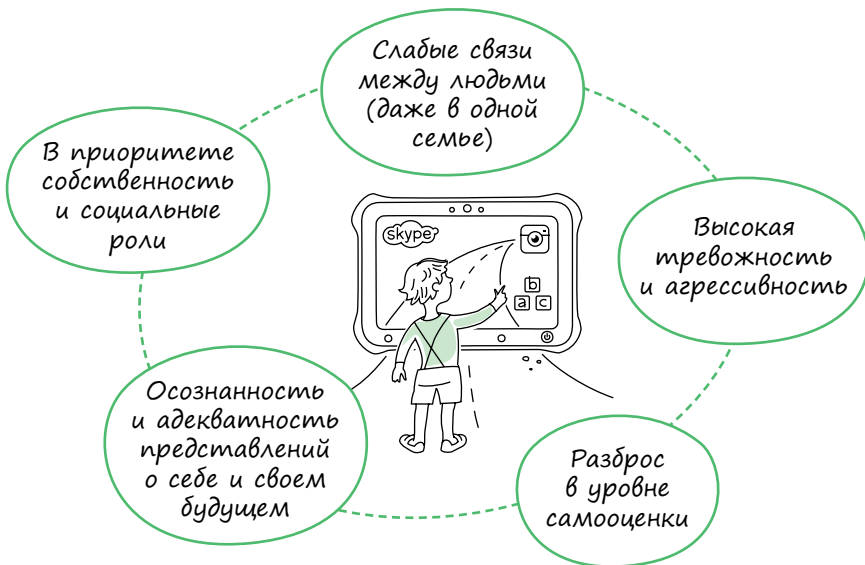 Слабые связи
между людьми
(даже в одной
семье)
В приоритете
собственность
и социальные
роли
Высокая
тревожность
и агрессивность
skype
b
a c
Осознанность
и адекватность
представлений
о себе и своем
будущем
Разброс
в уровне
самооценки